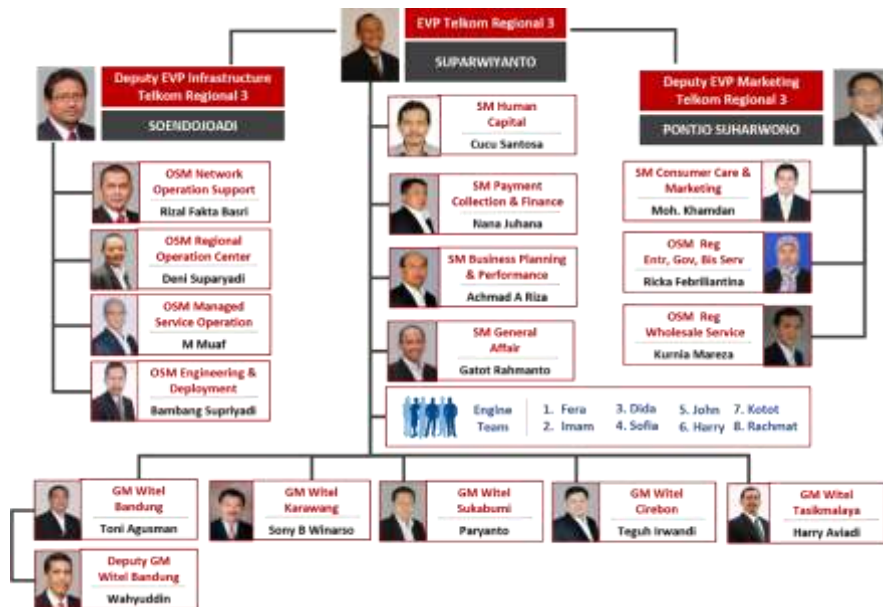 EVP Telkom Regional 3
SUPARWIYANTO
Deputy EVP Infrastructure
Telkom Regional 3
SOENDOJOADI
Deputy EVP Marketing
Telkom Regional 3
PONTJO SUHARWONO
OSM Network
Operation Support
Rizal Fakta Basri
OSM Regional
Operation Center
Deni Suparyadi
OSM Managed
Service Operation
M Muaf
OSM Engineering &
Deployment
Bambang Supriyadi
SM Human
Capital
Cucu Santosa
SM Payment
Collection & Finance
Nana Juhana
SM Business Planning
& Performance
Achmad A Riza
SM General
Affair
Gatot Rahmanto
SM Consumer Care &
Marketing
Moh. Khamdan
OSM Reg
Entr, Gov, Bis Serv
Ricka Febriliantina
OSM Reg
Wholesale Service
Kurnia Mareza
Engine
Team
1. Fera
2. Imam
3. Dida
4. Sofia
5. John
6. Harry
7. Kotot
8. Rachmat
GM Witel
Bandung
Toni Agusman
GM Witel
Karawang
Sony B Winarso
GM Witel
Sukabumi
Paryanto
GM Witel
Cirebon
Teguh Irwandi
GM Witel
Tasikmalaya
Harry Aviadi
Deputy GM
Witel Bandung
Wahyuddin